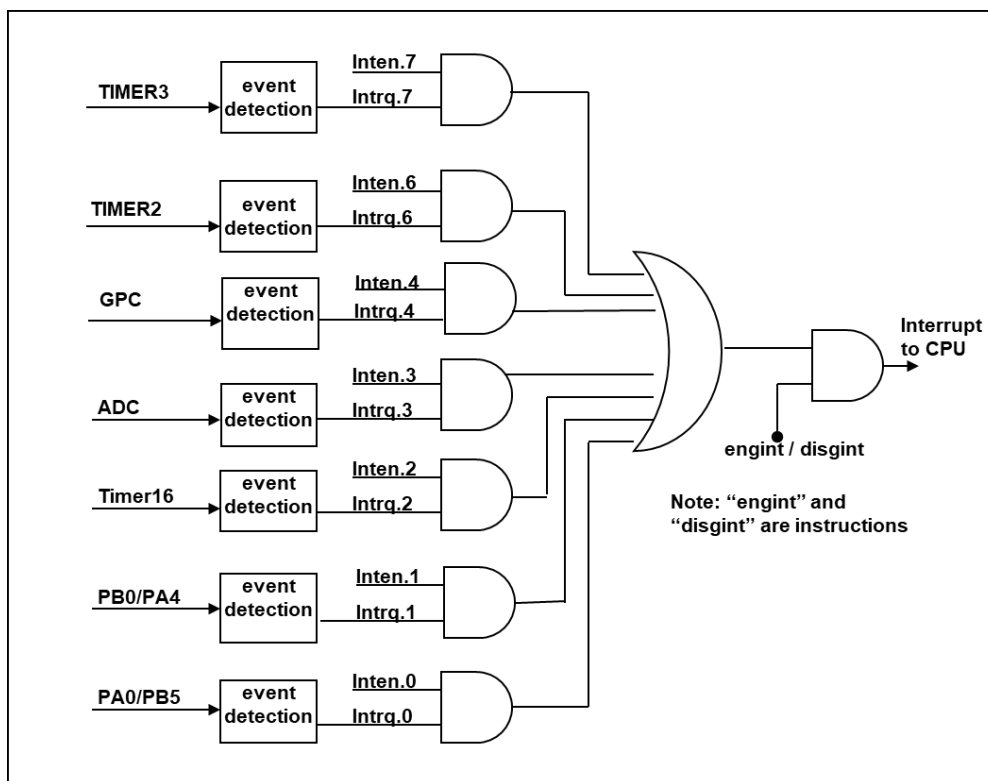 Inten.7
TIMER3
event
detection
Intrq.7
Inten.6
TIMER2
event
detection
Intrq.6
Inten.4
GPC
event
detection
Intrq.4
Inten.3
ADC
event
detection
Intrq.3
Inten.2
Timer16
event
detection
Intrq.2
Inten.1
PB0/PA4
event
detection
Intrq.1
Inten.0
PA0/PB5
event
detection
Intrq.0
Interrupt
to CPU
engint / disgint
Note: “engint” and
“disgint” are instructions